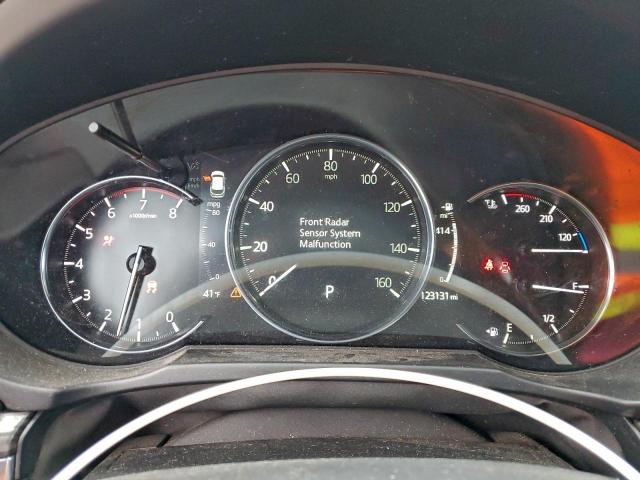 Front Radar
Sensor System
Malfunction
0
20
40
60
80
100
120
140
160
mph
P
0
1
2
3
4
5
6
7
8
x1000r/min
mpg
80
40
0
41°F
mi
414
123131 mi
260
210
120
F
1/2
E